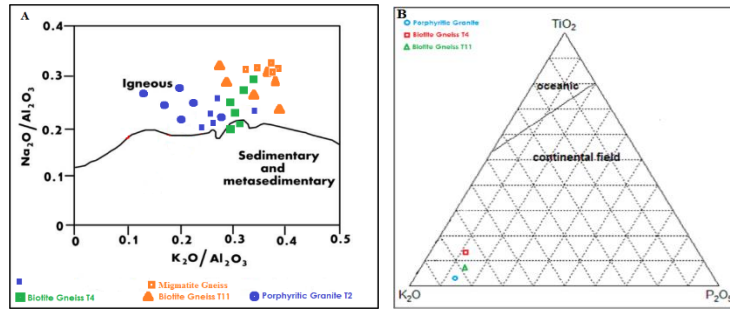 A
Na₂O/Al₂O₃
0.4
0.3
0.2
0.1
0
Igneous
Sedimentary
and
metasedimentary
0 0.1 0.2 0.3 0.4 0.5
K₂O/Al₂O₃
Migmatite Gneiss
Biotite Gneiss T4 Biotite Gneiss T11 Porphyritic Granite T2
B
Porphyritic Granite
Biotite Gneiss T4
Biotite Gneiss T11
TiO₂
oceanic
continental field
K₂O P₂O₅